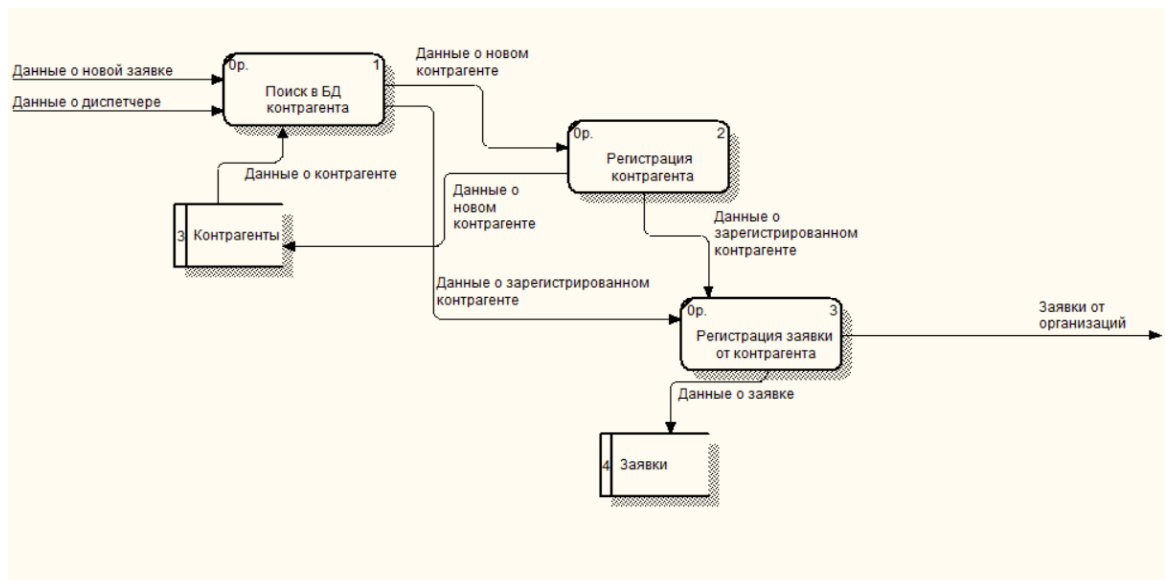 Данные о новой заявке
Данные о диспетчере
0р.
1
Поиск в БД
контрагента
Данные о новом
контрагенте
0р.
2
Регистрация
контрагента
Данные о контрагенте
Данные о
новом
контрагенте
3
Контрагенты
Данные о
зарегистрированном
контрагенте
Данные о зарегистрированном
контрагенте
0р.
3
Регистрация заявки
от контрагента
Заявки от
организаций
Данные о заявке
4
Заявки